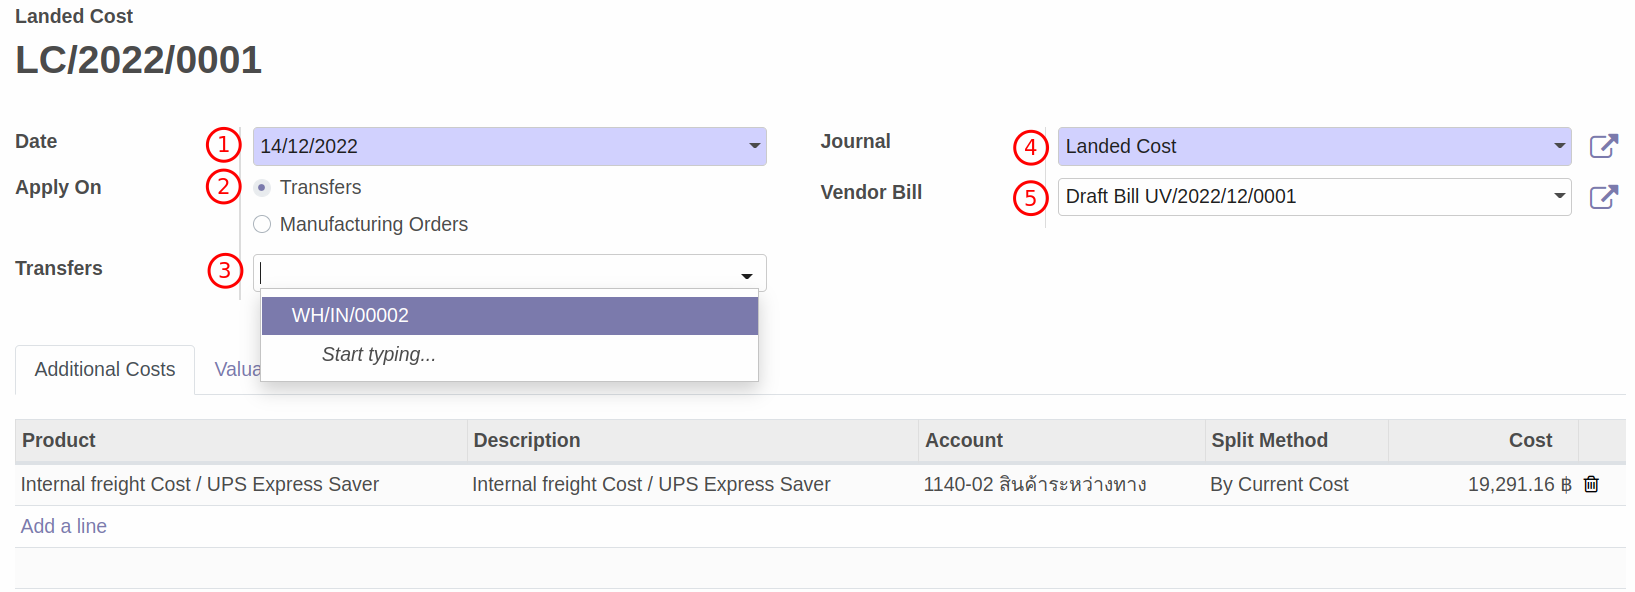 Landed Cost
LC/2022/0001
Date
1
14/12/2022
Apply On
2
Transfers
Manufacturing Orders
Transfers
3
WH/IN/00002
Start typing...
Journal
4
Landed Cost
Vendor Bill
5
Draft Bill UV/2022/12/0001
Additional Costs Valua
Product Description Account Split Method Cost
Internal freight Cost / UPS Express Saver Internal freight Cost / UPS Express Saver 1140-02 สินค้าระหว่างทาง By Current Cost 19,291.16 ฿
Add a line